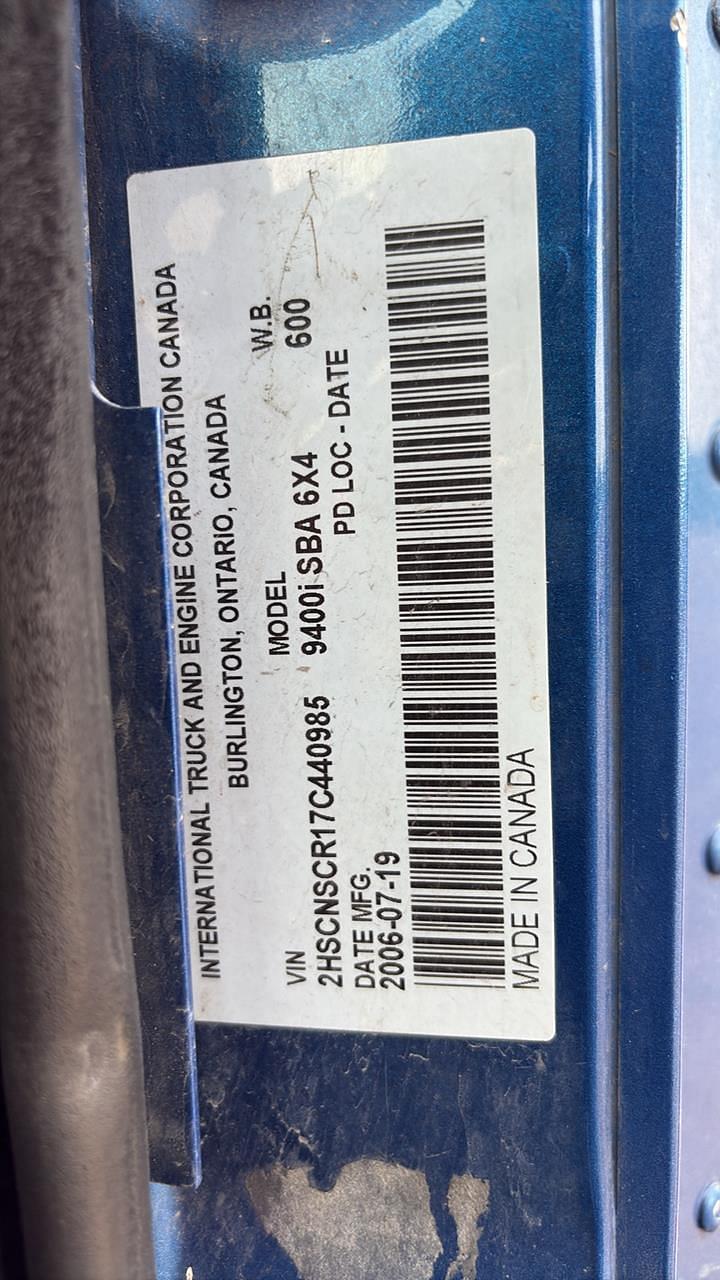 INTERNATIONAL TRUCK AND ENGINE CORPORATION CANADA
BURLINGTON, ONTARIO, CANADA
VIN MODEL W.B.
2HSCNSCR17C440985 9400i SBA 6X4 600
DATE MFG. PD LOC - DATE
2006-07-19
MADE IN CANADA